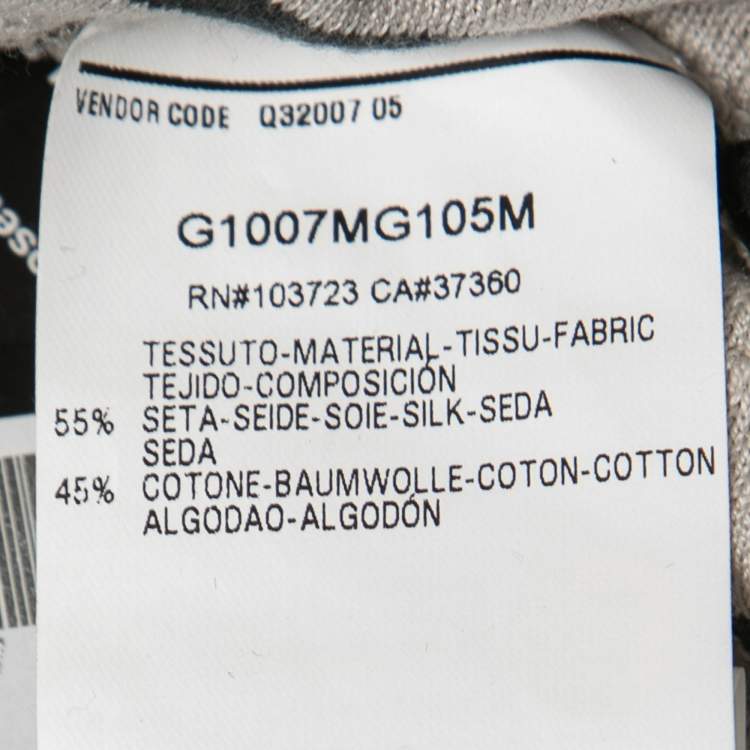 VENDOR CODE Q32007 05
G1007MG105M
RN#103723 CA#37360
TESSUTO-MATERIAL-TISSU-FABRIC
TEJIDO-COMPOSICIÓN
55% SETA-SEIDE-SOIE-SILK-SEDA
SEDA
45% COTONE-BAUMWOLLE-COTON-COTTON
ALGODAO-ALGODÓN